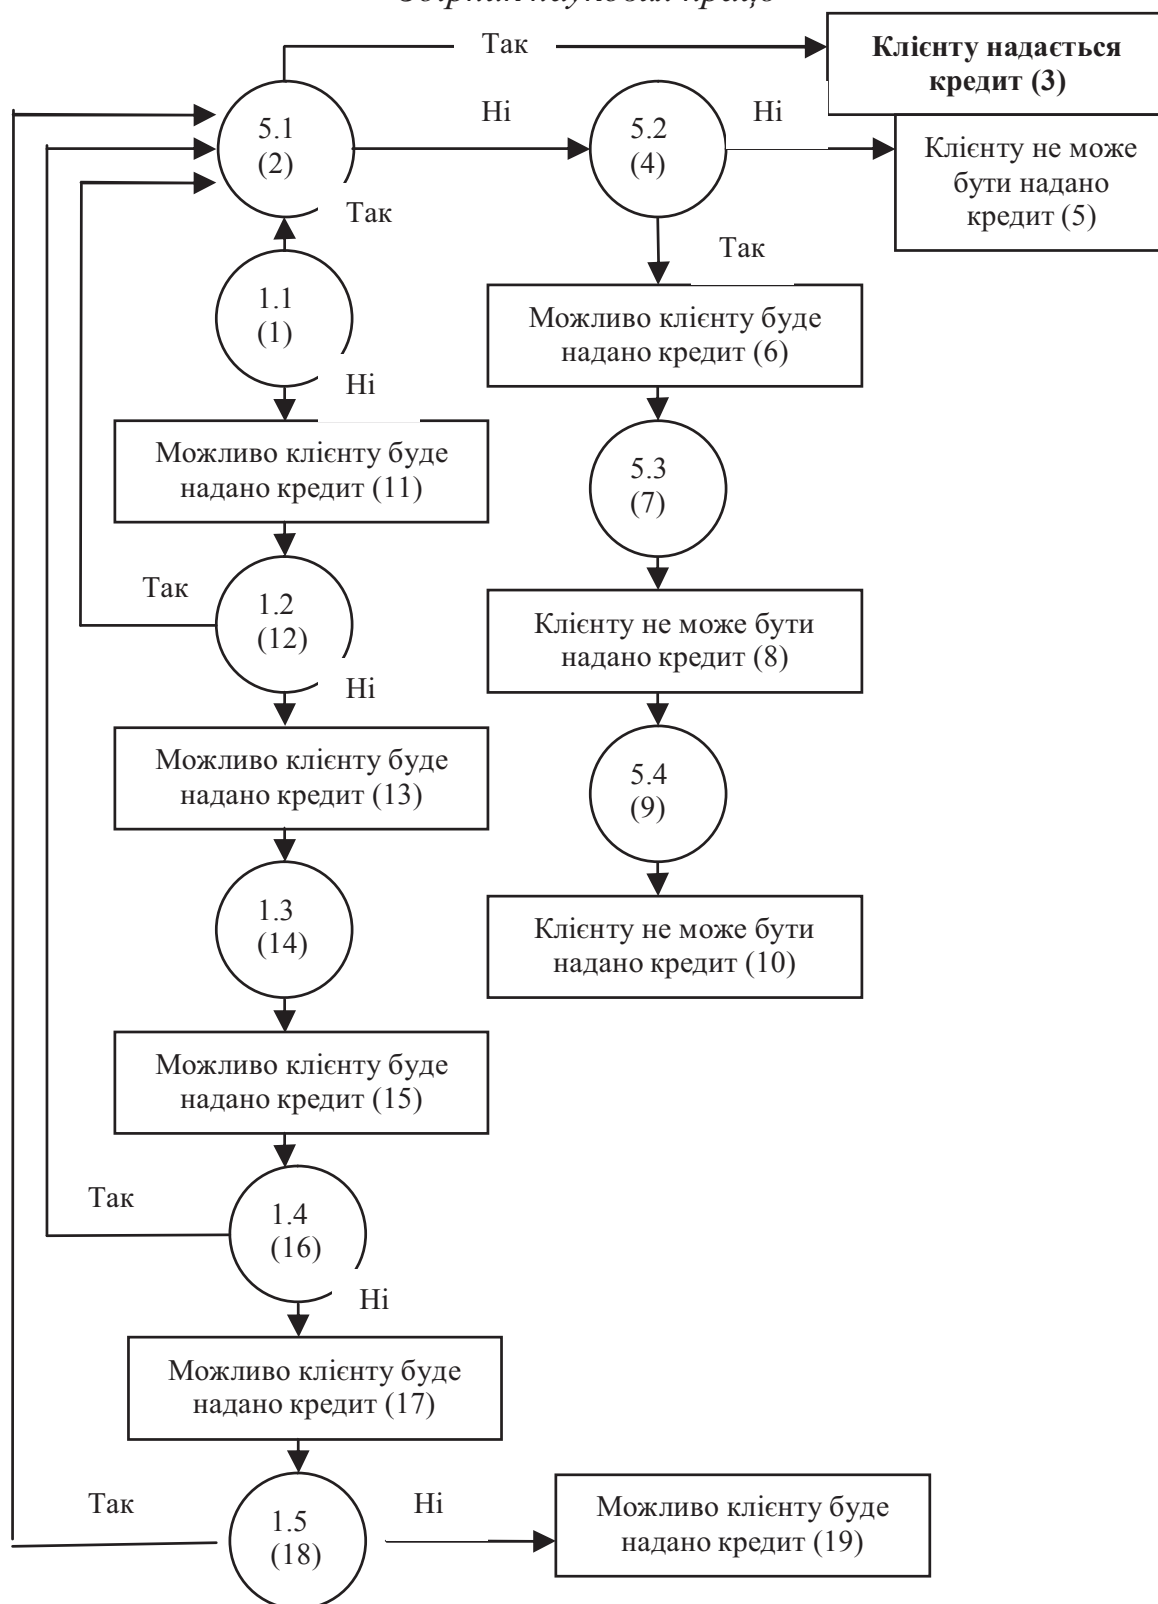 Так
Клієнту надається
кредит (3)
5.1
(2)
Ні
5.2
(4)
Ні
Клієнту не може
бути надано
кредит (5)
Так
Так
1.1
(1)
Можливо клієнту буде
надано кредит (6)
Ні
Можливо клієнту буде
надано кредит (11)
5.3
(7)
Так
1.2
(12)
Клієнту не може бути
надано кредит (8)
Ні
Можливо клієнту буде
надано кредит (13)
5.4
(9)
1.3
(14)
Клієнту не може бути
надано кредит (10)
Можливо клієнту буде
надано кредит (15)
Так
1.4
(16)
Ні
Можливо клієнту буде
надано кредит (17)
Так
1.5
(18)
Ні
Можливо клієнту буде
надано кредит (19)